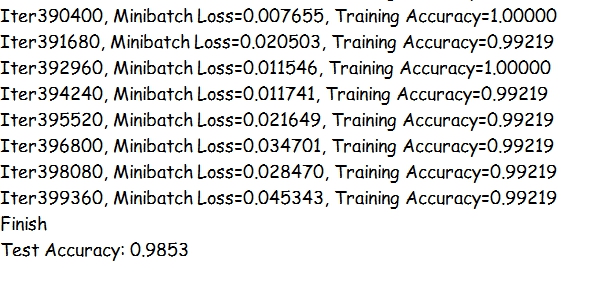 Iter390400, Minibatch Loss=0.007655, Training Accuracy=1.00000
Iter391680, Minibatch Loss=0.020503, Training Accuracy=0.99219
Iter392960, Minibatch Loss=0.011546, Training Accuracy=1.00000
Iter394240, Minibatch Loss=0.011741, Training Accuracy=0.99219
Iter395520, Minibatch Loss=0.021649, Training Accuracy=0.99219
Iter396800, Minibatch Loss=0.034701, Training Accuracy=0.99219
Iter398080, Minibatch Loss=0.028470, Training Accuracy=0.99219
Iter399360, Minibatch Loss=0.045343, Training Accuracy=0.99219
Finish
Test Accuracy: 0.9853